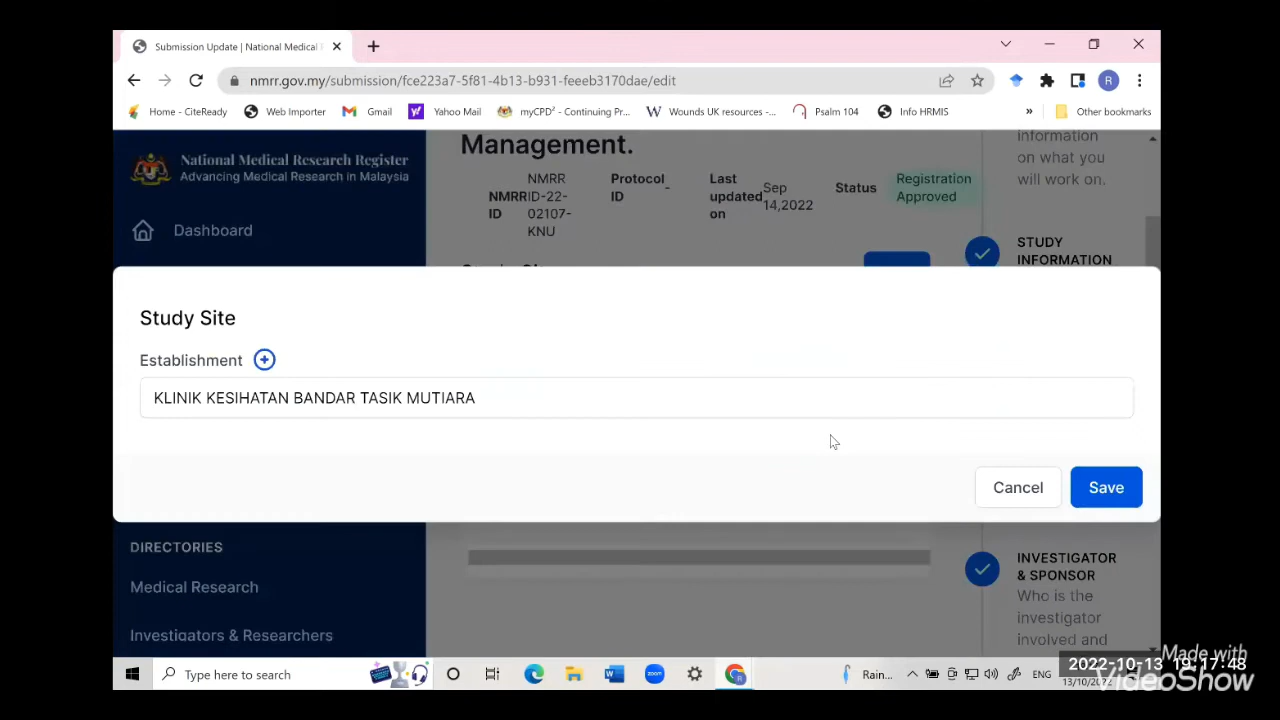 Submission Update | National Medical
nmrr.gov.my/submission/fce223a7-5f81-4b13-b931-feeeb3170dae/edit
Home - CiteReady
Web Importer
Gmail
Yahoo Mail
myCPD² - Continuing Pr...
Wounds UK resources -...
Psalm 104
Info HRMIS
»
Other bookmarks
National Medical Research Register
Advancing Medical Research in Malaysia
Dashboard
Management.
NMRR ID
NMRR ID-22-02107-KNU
Protocol ID
-
Last updated on
Sep 14,2022
Status
Registration Approved
information
on what you
will work on.
STUDY
INFORMATION
Study Site
Establishment
KLINIK KESIHATAN BANDAR TASIK MUTIARA
Cancel
Save
DIRECTORIES
Medical Research
Investigators & Researchers
INVESTIGATOR
& SPONSOR
Who is the
investigator
involved and
Type here to search
zoom
Rain...
ENG
2022-10-13 19:17:48
13/10/2022
Made with
VideoShow